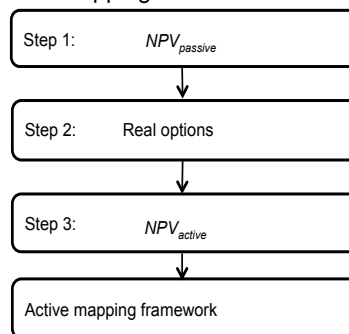 Step 1: NPVpassive
Step 2: Real options
Step 3: NPVactive
Active mapping framework